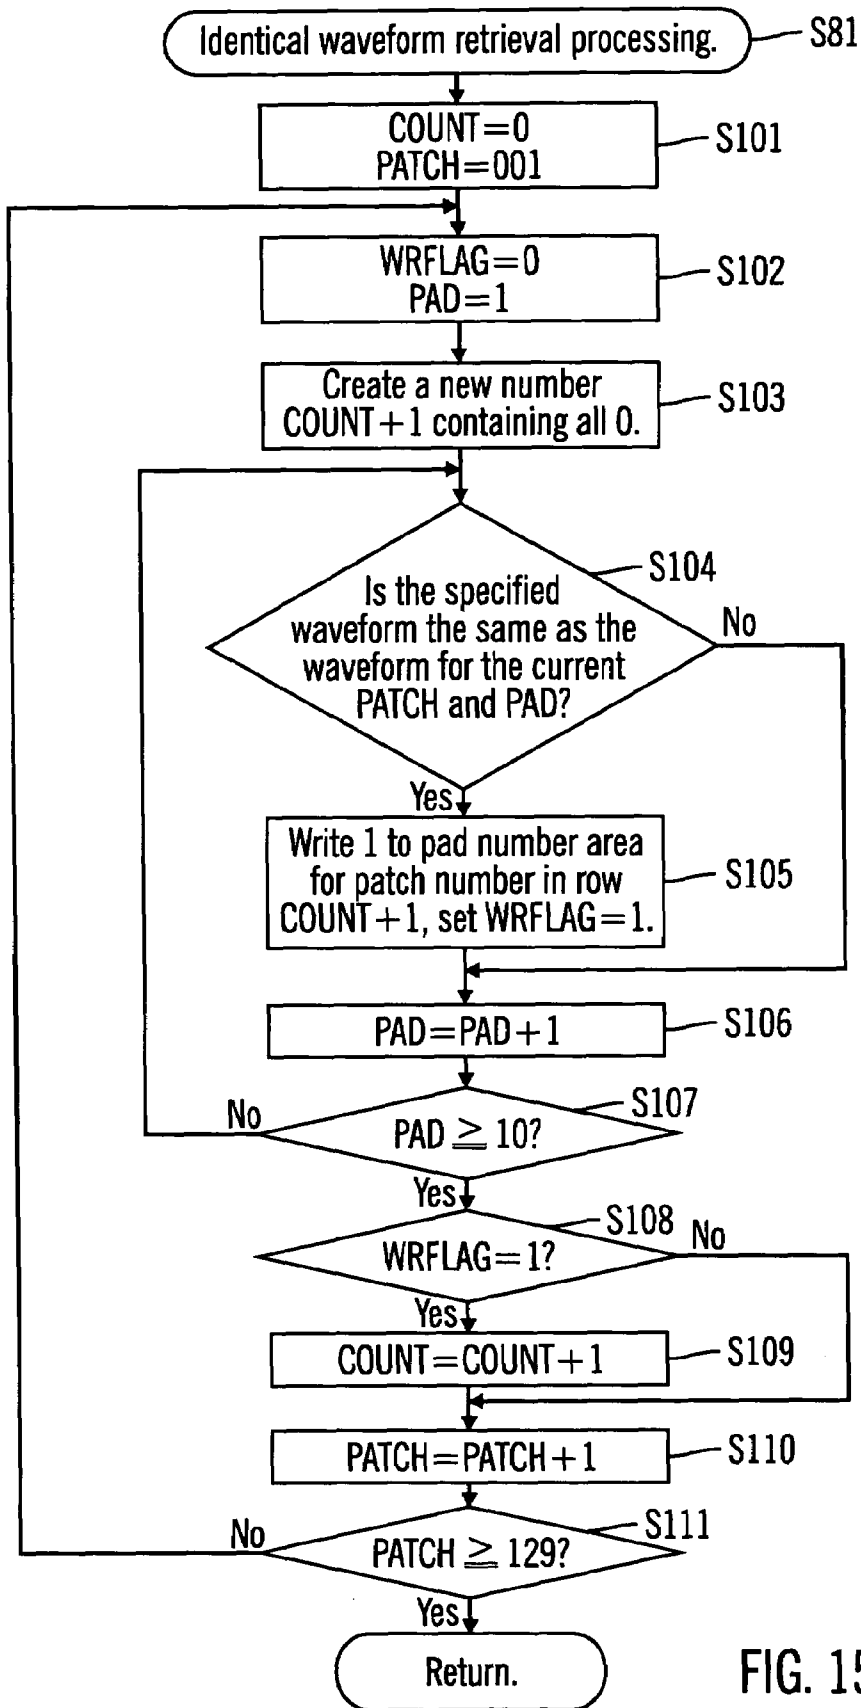 Identical waveform retrieval processing.
S81
COUNT=0
PATCH=001
S101
WRFLAG=0
PAD=1
S102
Create a new number
COUNT+1 containing all 0.
S103
S104
Is the specified
waveform the same as the
waveform for the current
PATCH and PAD?
No
Yes
Write 1 to pad number area
for patch number in row
COUNT+1, set WRFLAG=1.
S105
PAD=PAD+1
S106
S107
No
PAD ≧ 10?
Yes
S108
No
WRFLAG=1?
Yes
COUNT=COUNT+1
S109
PATCH=PATCH+1
S110
S111
No
PATCH ≧ 129?
Yes
Return.
FIG. 15